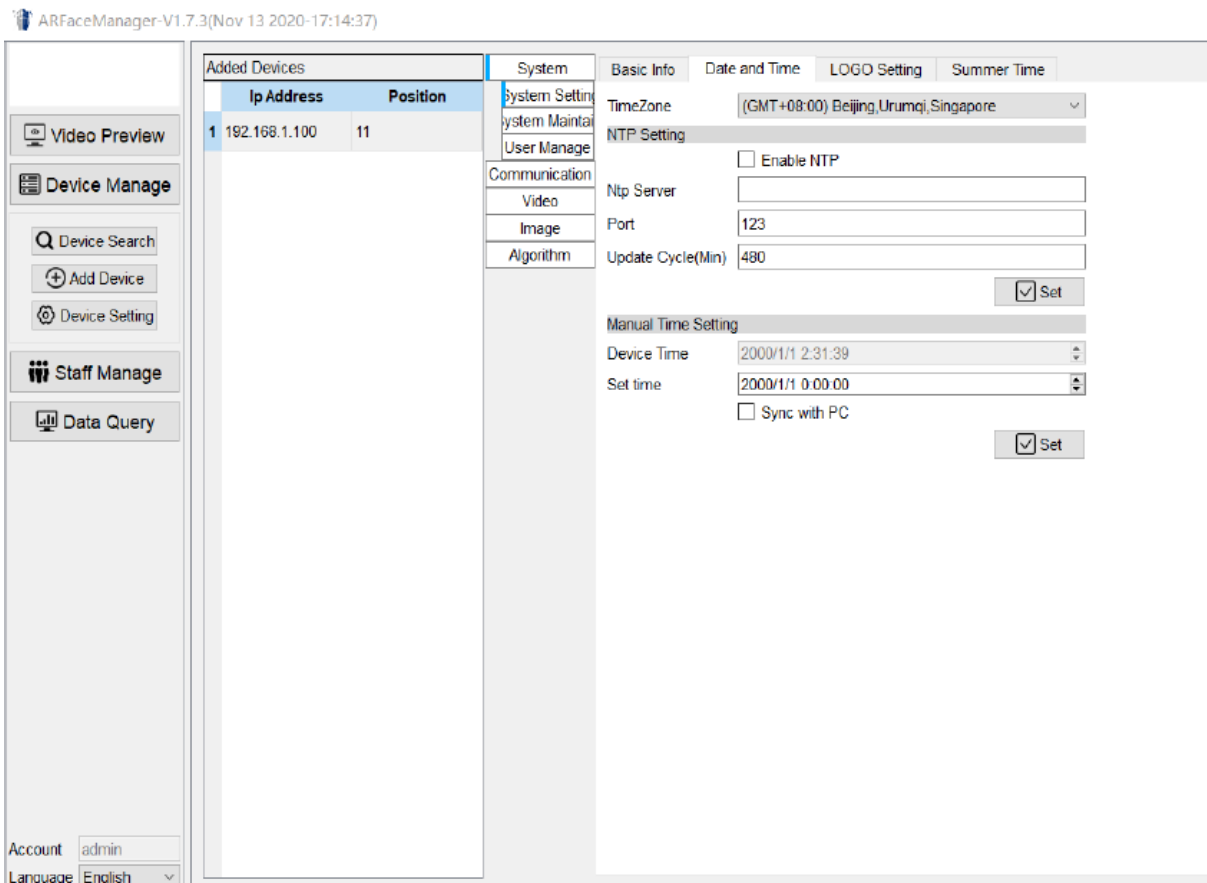 ARFaceManager-V1.7.3(Nov 13 2020-17:14:37)
Video Preview
Device Manage
Device Search
Add Device
Device Setting
Staff Manage
Data Query
Account admin
Language English
Added Devices
Ip Address Position
1 192.168.1.100 11
System
System Setting
System Maintai
User Manage
Communication
Video
Image
Algorithm
Basic Info Date and Time LOGO Setting Summer Time
TimeZone (GMT+08:00) Beijing,Urumqi,Singapore
NTP Setting
Enable NTP
Ntp Server
Port 123
Update Cycle(Min) 480
Set
Manual Time Setting
Device Time 2000/1/1 2:31:39
Set time 2000/1/1 0:00:00
Sync with PC
Set